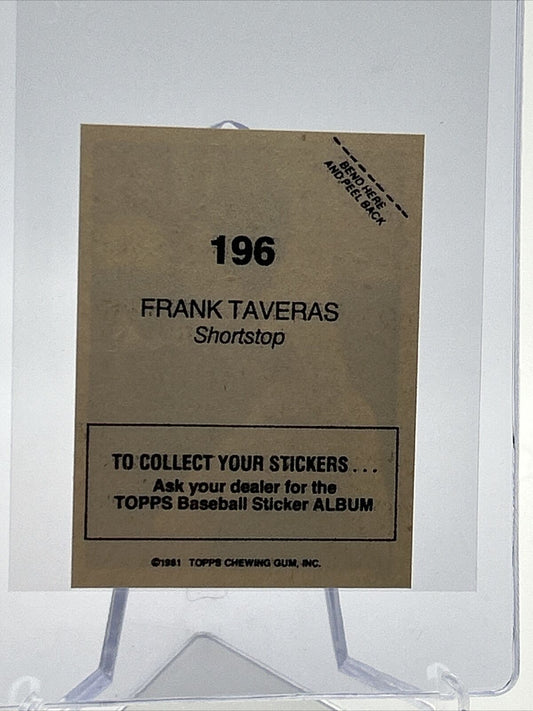 BEND HERE
AND PEEL BACK
196
FRANK TAVERAS
Shortstop
TO COLLECT YOUR STICKERS...
Ask your dealer for the
TOPPS Baseball Sticker ALBUM
©1981 TOPPS CHEWING GUM, INC.